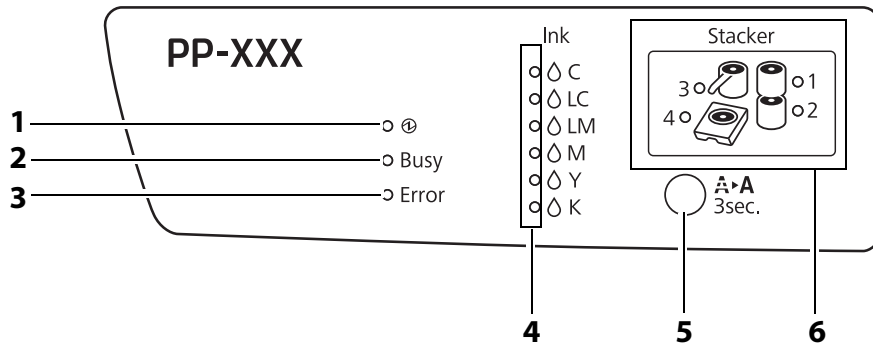 PP-XXX
Ink
C
LC
LM
M
Y
K
Stacker
3
1
4
2
1
2 Busy
3 Error
A▸A
3sec.
4
5
6